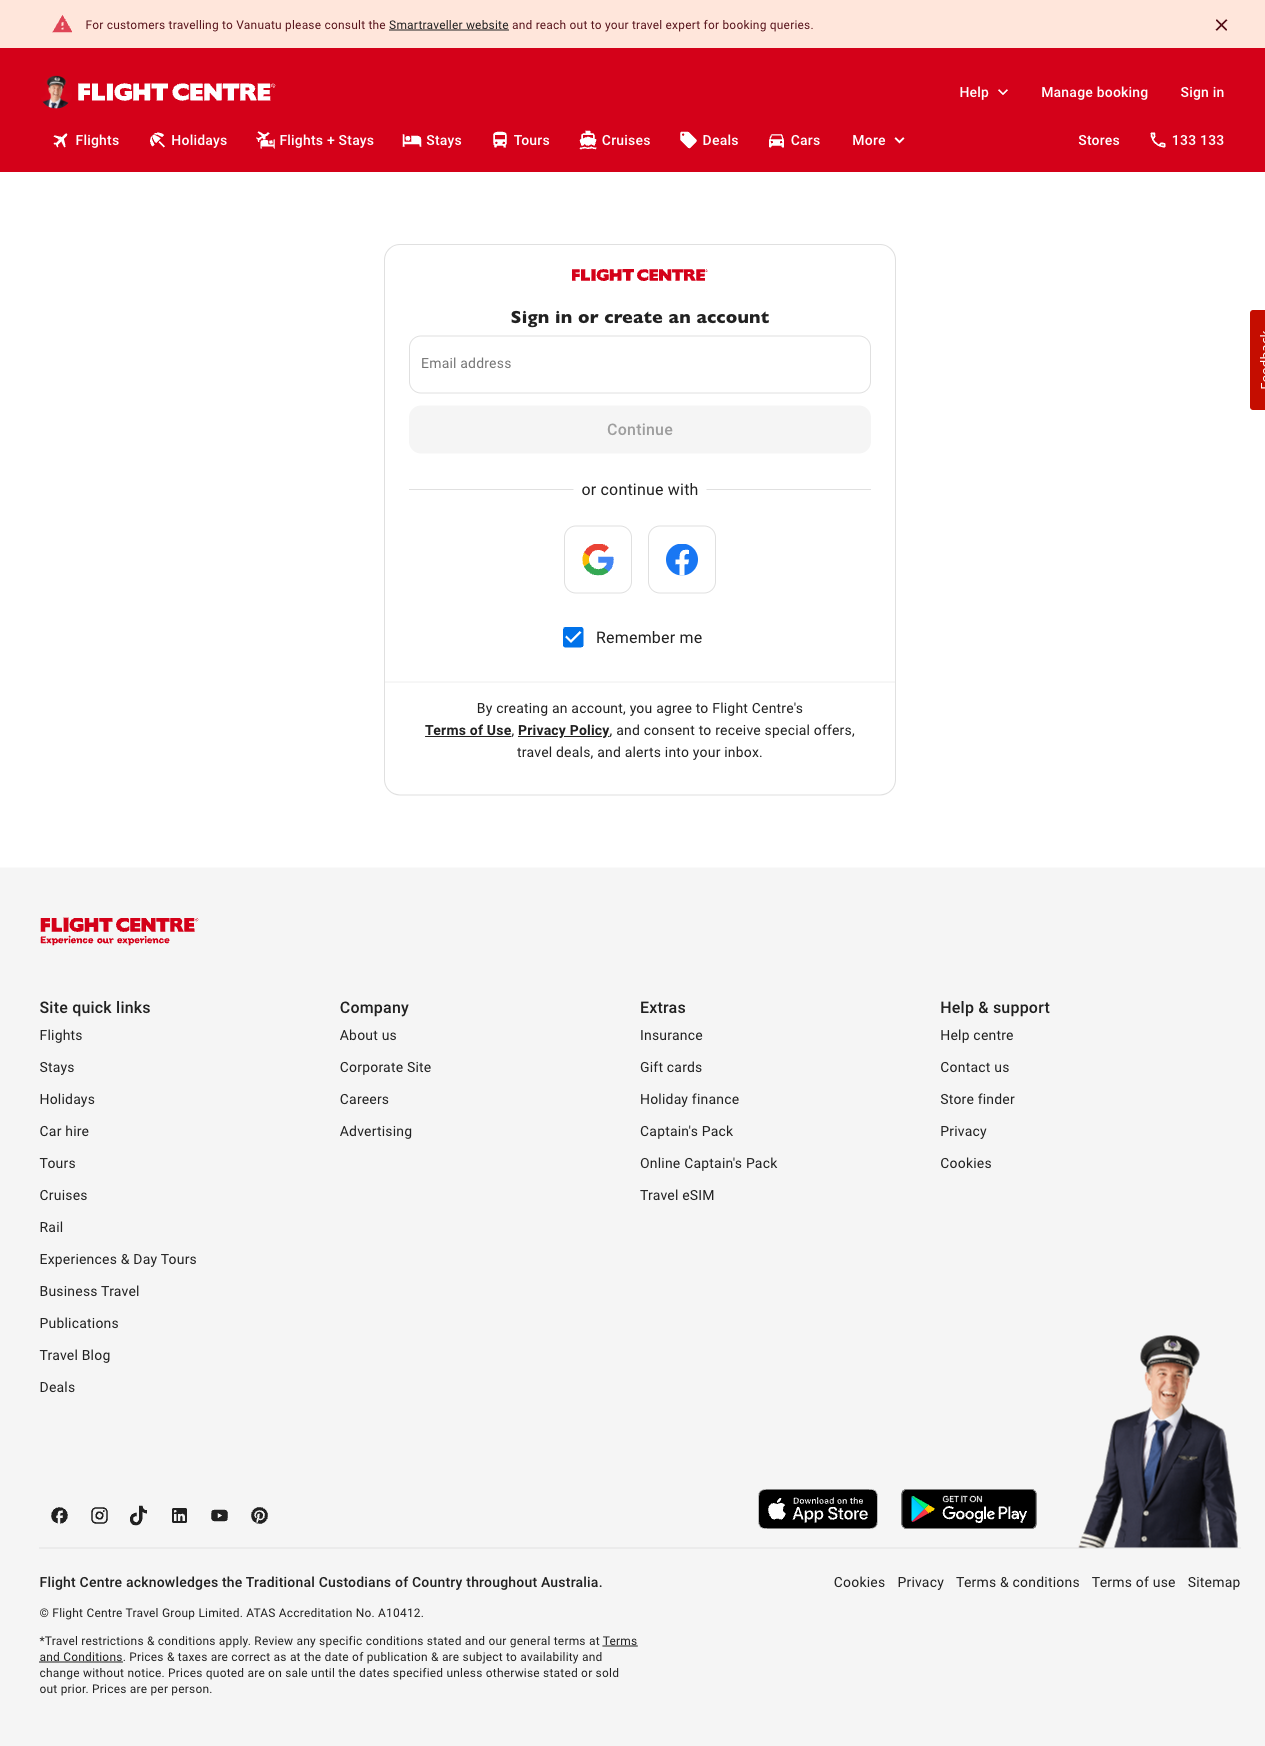 For customers travelling to Vanuatu please consult the Smartraveller website and reach out to your travel expert for booking queries.
FLIGHT CENTRE
Help
Manage booking
Sign in
Flights
Holidays
Flights + Stays
Stays
Tours
Cruises
Deals
Cars
More
Stores
133 133
FLIGHT CENTRE
Sign in or create an account
Email address
Continue
or continue with
Remember me
By creating an account, you agree to Flight Centre's
Terms of Use, Privacy Policy, and consent to receive special offers,
travel deals, and alerts into your inbox.
Feedback
FLIGHT CENTRE
Experience our experience
Site quick links
Flights
Stays
Holidays
Car hire
Tours
Cruises
Rail
Experiences & Day Tours
Business Travel
Publications
Travel Blog
Deals
Company
About us
Corporate Site
Careers
Advertising
Extras
Insurance
Gift cards
Holiday finance
Captain's Pack
Online Captain's Pack
Travel eSIM
Help & support
Help centre
Contact us
Store finder
Privacy
Cookies
Download on the
App Store
GET IT ON
Google Play
Flight Centre acknowledges the Traditional Custodians of Country throughout Australia.
Cookies
Privacy
Terms & conditions
Terms of use
Sitemap
© Flight Centre Travel Group Limited. ATAS Accreditation No. A10412.
*Travel restrictions & conditions apply. Review any specific conditions stated and our general terms at Terms
and Conditions. Prices & taxes are correct as at the date of publication & are subject to availability and
change without notice. Prices quoted are on sale until the dates specified unless otherwise stated or sold
out prior. Prices are per person.